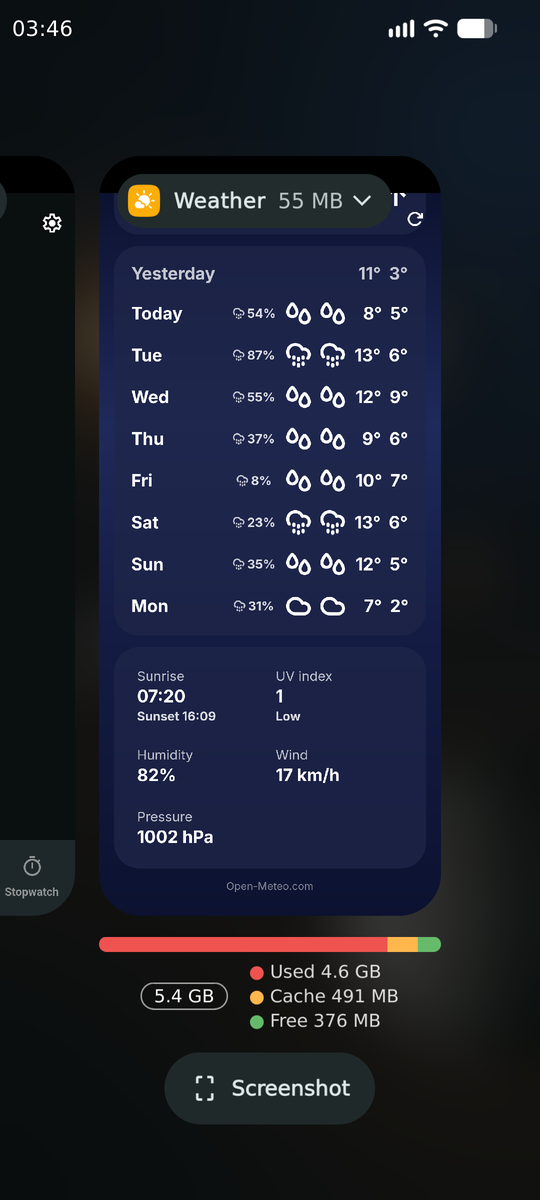 03:46
Weather 55 MB
Yesterday 11° 3°
Today 54% 8° 5°
Tue 87% 13° 6°
Wed 55% 12° 9°
Thu 37% 9° 6°
Fri 8% 10° 7°
Sat 23% 13° 6°
Sun 35% 12° 5°
Mon 31% 7° 2°
Sunrise UV index
07:20 1
Sunset 16:09 Low
Humidity Wind
82% 17 km/h
Pressure
1002 hPa
Stopwatch
Open-Meteo.com
Used 4.6 GB
5.4 GB Cache 491 MB
Free 376 MB
Screenshot